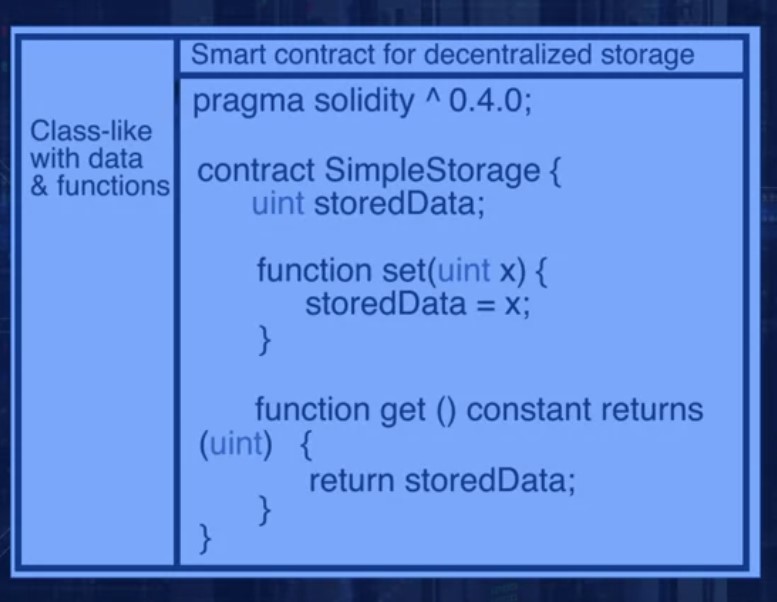 Smart contract for decentralized storage
Class-like
with data
& functions
pragma solidity ^ 0.4.0;
contract SimpleStorage {
uint storedData;
function set(uint x) {
storedData = x;
}
function get () constant returns
(uint) {
return storedData;
}
}